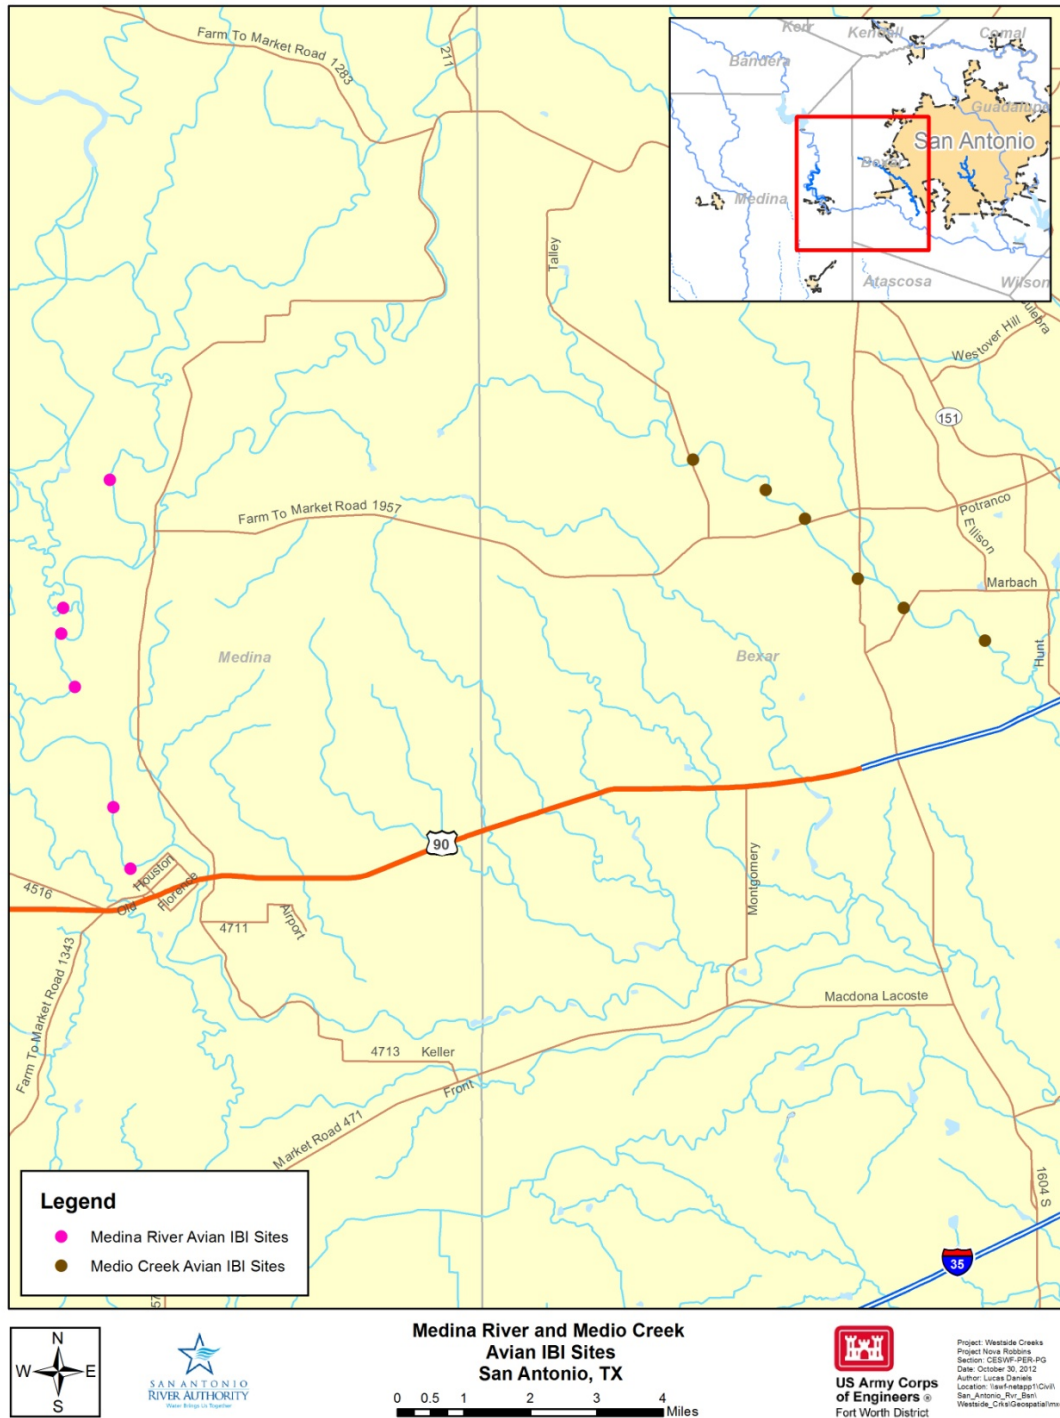 Farm To Market Road 1283
211
Kerr
Kendall
Comal
Bandera
Guadalupe
San Antonio
Bexar
Medina
Atascosa
Wilson
Talley
Westover Hill
151
Farm To Market Road 1957
Potranco
Ellison
Marbach
Hunt
Medina
Bexar
90
Montgomery
4516
Houston
Old
Florence
4711
Airport
Farm To Market Road 1343
Macdona Lacoste
4713 Keller
Front
Market Road 471
1604 S
35
Legend
Medina River Avian IBI Sites
Medio Creek Avian IBI Sites
57
N
W E
S
SAN ANTONIO
RIVER AUTHORITY
Water Brings Us Together
Medina River and Medio Creek
Avian IBI Sites
San Antonio, TX
0 0.5 1 2 3 4
Miles
US Army Corps
of Engineers ®
Fort Worth District
Project: Westside Creeks
Project Nova Robbins
Section: CESWF-PER-PG
Date: October 30, 2012
Author: Lucas Daniels
San_Antonio_Rvr_Bsn\